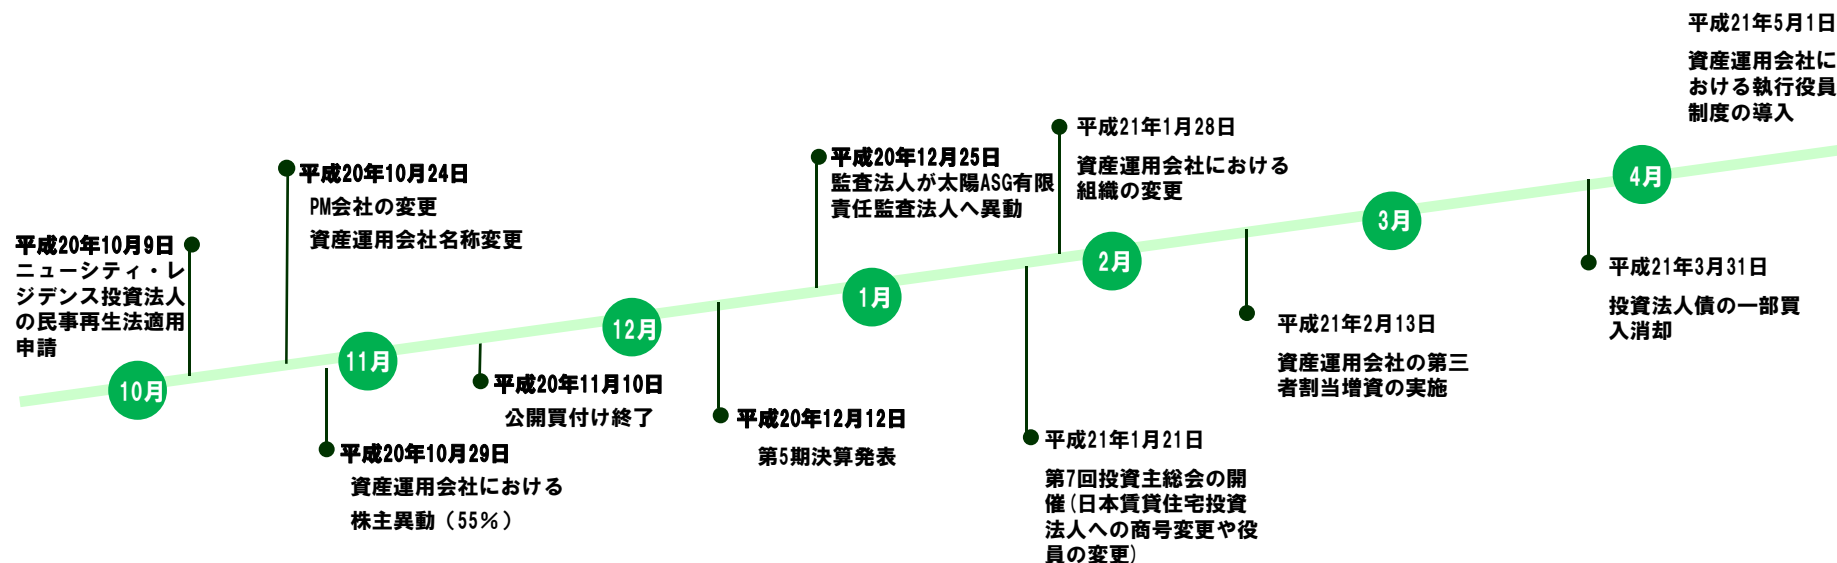 平成20年10月9日
ニューシティ・レ
ジデンス投資法人
の民事再生法適用
申請
10月
平成20年10月24日
PM会社の変更
資産運用会社名称変更
平成20年10月29日
資産運用会社における
株主異動（55%）
11月
平成20年11月10日
公開買付け終了
12月
平成20年12月12日
第5期決算発表
平成20年12月25日
監査法人が太陽ASG有限
責任監査法人へ異動
1月
平成21年1月21日
第7回投資主総会の開
催(日本賃貸住宅投資
法人への商号変更や役
員の変更)
平成21年1月28日
資産運用会社における
組織の変更
2月
平成21年2月13日
資産運用会社の第三
者割当増資の実施
3月
平成21年3月31日
投資法人債の一部買
入消却
4月
平成21年5月1日
資産運用会社に
おける執行役員
制度の導入